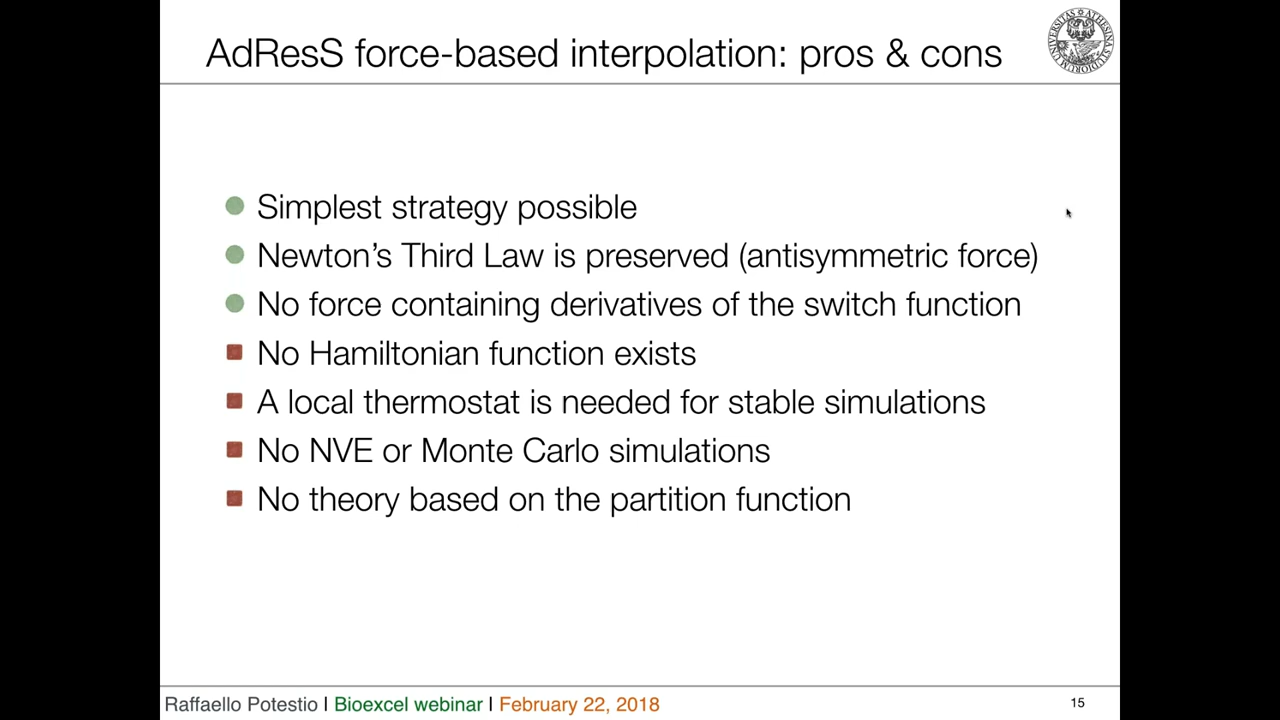 AdResS force-based interpolation: pros & cons
Simplest strategy possible
Newton's Third Law is preserved (antisymmetric force)
No force containing derivatives of the switch function
No Hamiltonian function exists
A local thermostat is needed for stable simulations
No NVE or Monte Carlo simulations
No theory based on the partition function
Raffaello Potestio | Bioexcel webinar | February 22, 2018
15